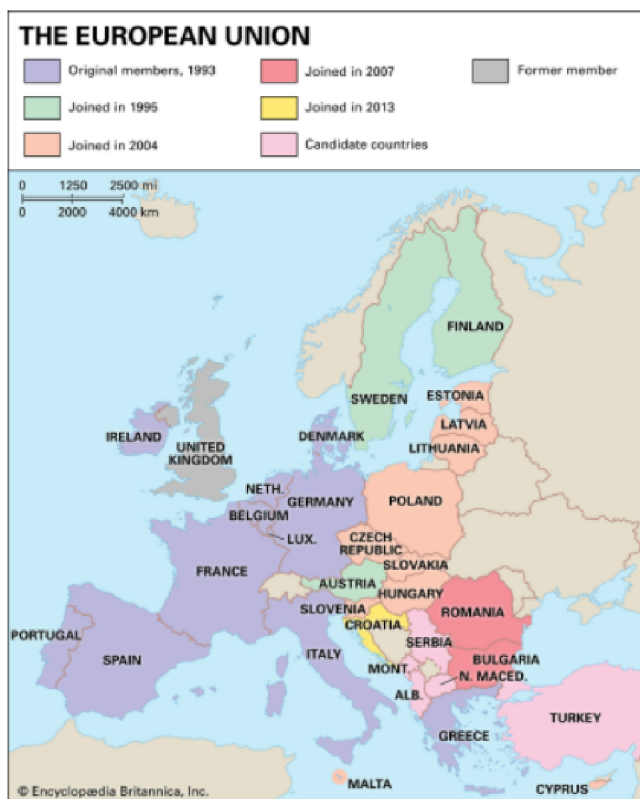 THE EUROPEAN UNION
Original members, 1993
Joined in 2007
Former member
Joined in 1995
Joined in 2013
Joined in 2004
Candidate countries
0 1250 2500 mi
0 2000 4000 km
FINLAND
SWEDEN
ESTONIA
LATVIA
LITHUANIA
IRELAND
UNITED
KINGDOM
DENMARK
NETH.
GERMANY
POLAND
BELGIUM
LUX.
CZECH
REPUBLIC
SLOVAKIA
FRANCE
AUSTRIA
HUNGARY
SLOVENIA
ROMANIA
CROATIA
PORTUGAL
SERBIA
SPAIN
ITALY
BULGARIA
MONT.
N. MACED.
ALB.
TURKEY
GREECE
MALTA
CYPRUS
© Encyclopædia Britannica, Inc.